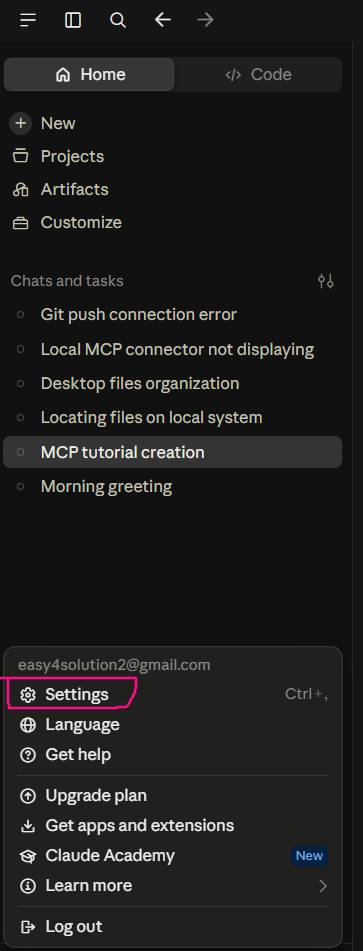 Home
Code
New
Projects
Artifacts
Customize
Chats and tasks
Git push connection error
Local MCP connector not displaying
Desktop files organization
Locating files on local system
MCP tutorial creation
Morning greeting
easy4solution2@gmail.com
Settings Ctrl+,
Language
Get help
Upgrade plan
Get apps and extensions
Claude Academy New
Learn more
Log out